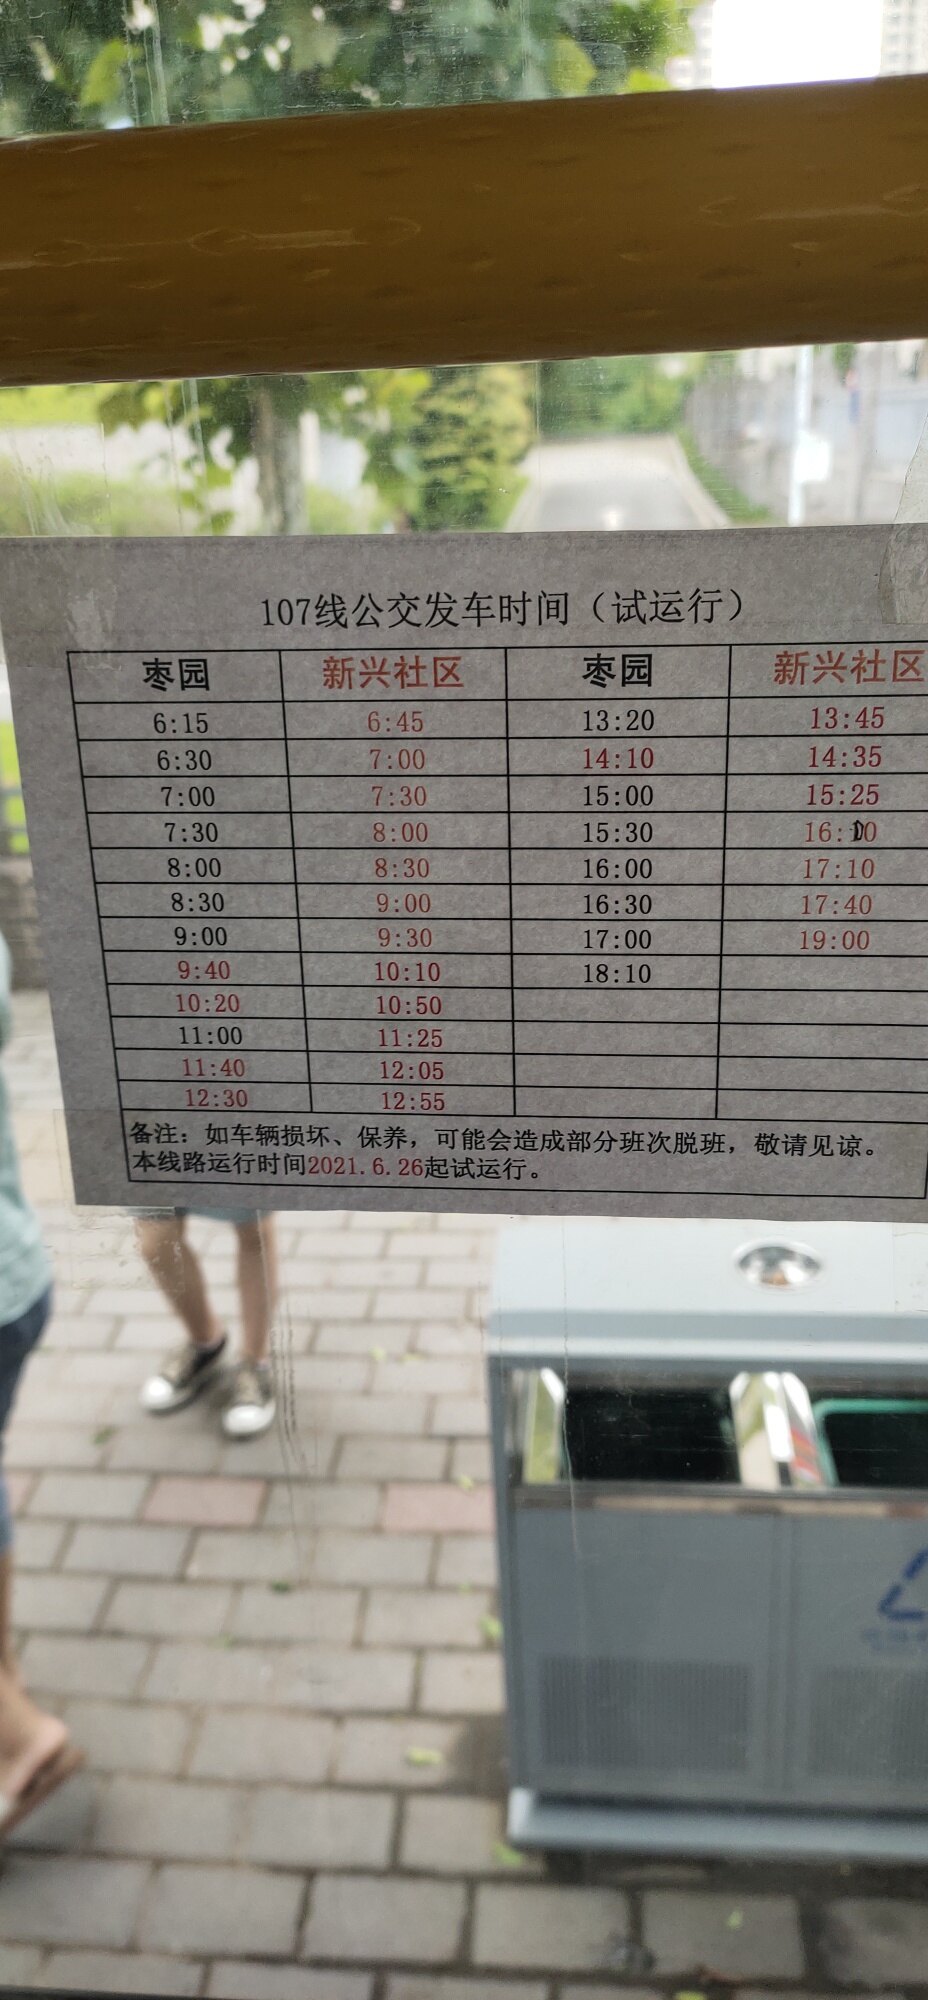 107线公交发车时间（试运行）
枣园 新兴社区 枣园 新兴社区
6:15 6:45 13:20 13:45
6:30 7:00 14:10 14:35
7:00 7:30 15:00 15:25
7:30 8:00 15:30 16:10
8:00 8:30 16:00 17:10
8:30 9:00 16:30 17:40
9:00 9:30 17:00 19:00
9:40 10:10 18:10
10:20 10:50
11:00 11:25
11:40 12:05
12:30 12:55
备注：如车辆损坏、保养，可能会造成部分班次脱班，敬请见谅。
本线路运行时间2021.6.26起试运行。